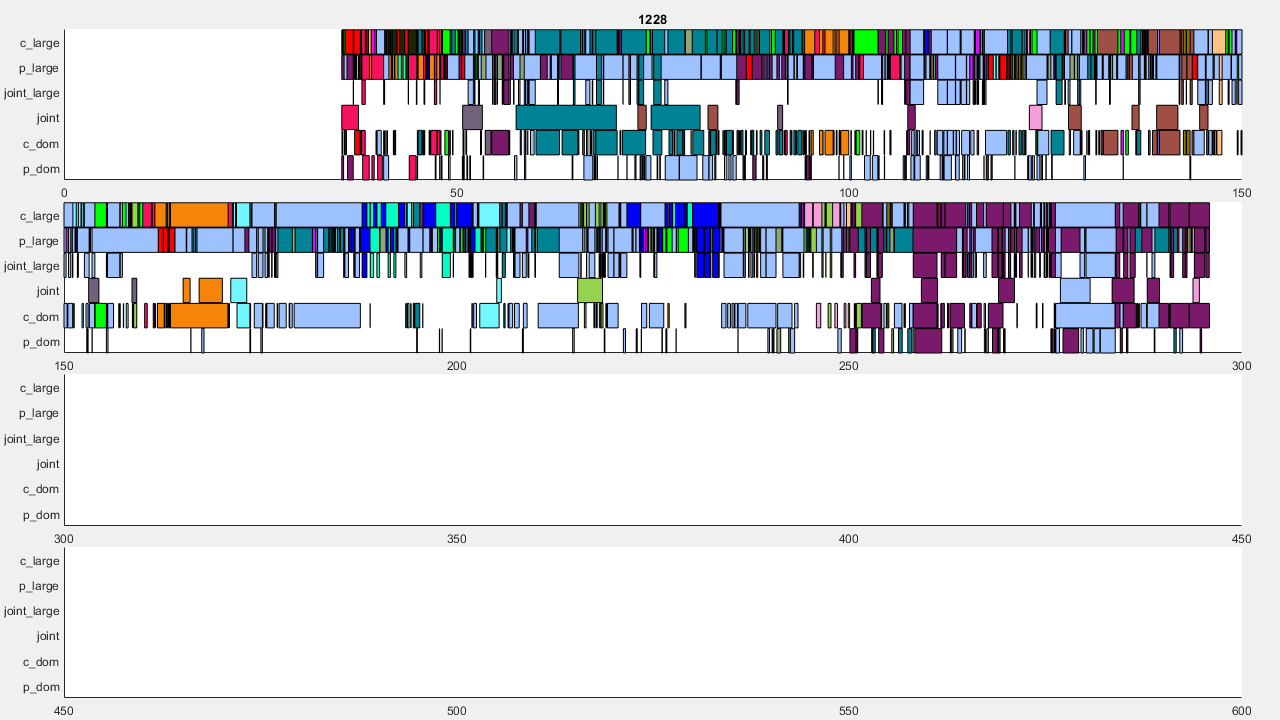 1228
c_large
p_large
joint_large
joint
c_dom
p_dom
0 50 100 150
c_large
p_large
joint_large
joint
c_dom
p_dom
150 200 250 300
c_large
p_large
joint_large
joint
c_dom
p_dom
300 350 400 450
c_large
p_large
joint_large
joint
c_dom
p_dom
450 500 550 600